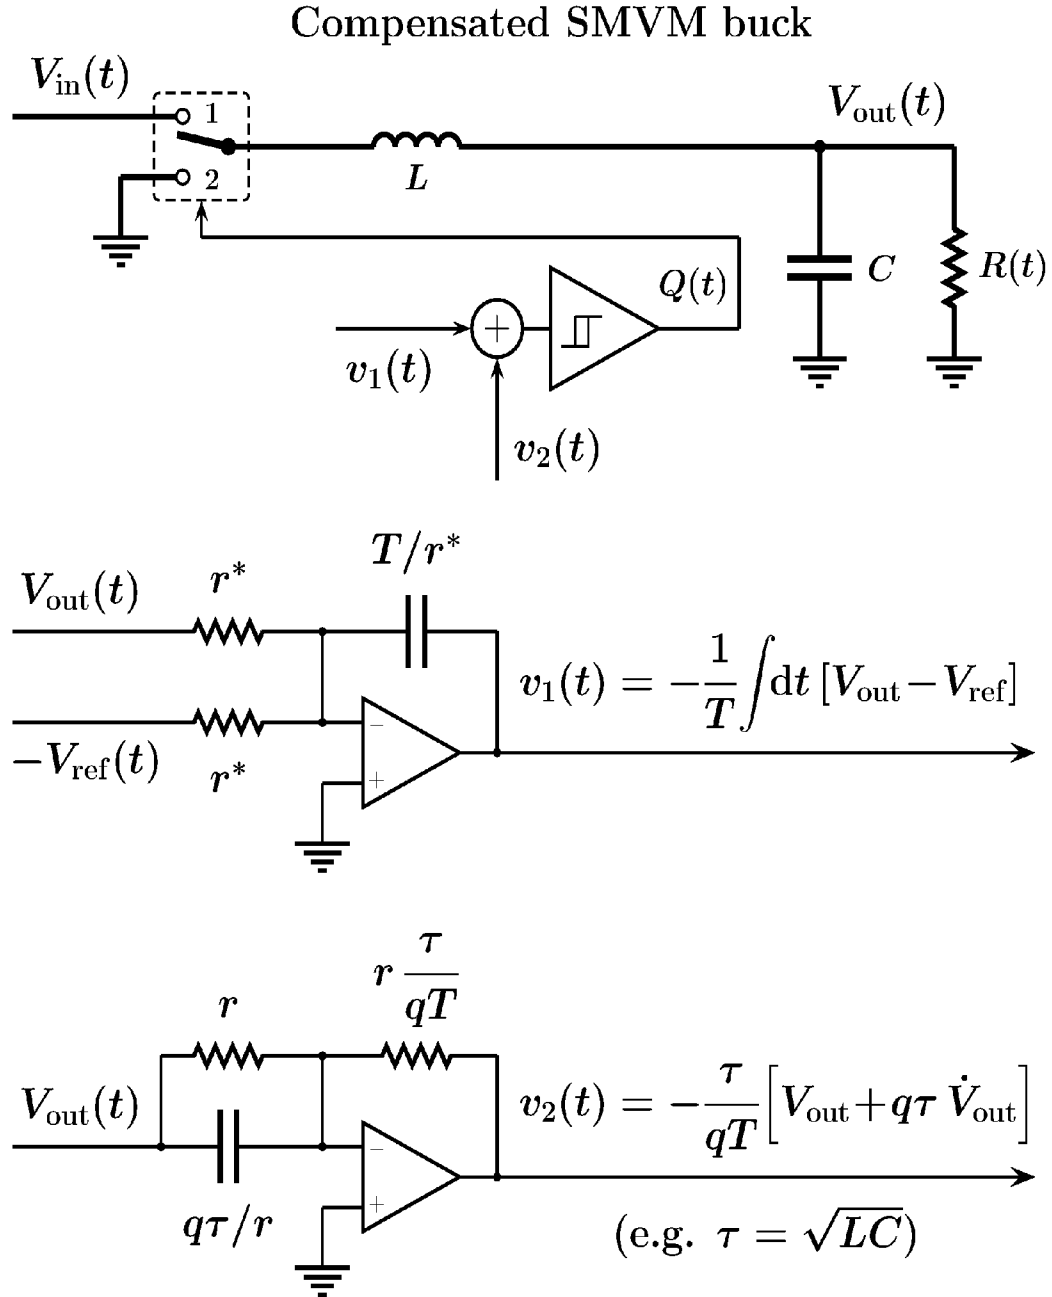 Compensated SMVM buck
V_in(t)
1
2
L
V_out(t)
C
R(t)
Q(t)
+
v_1(t)
v_2(t)
T/r*
V_out(t)
r*
v_1(t) = −1/T ∫dt [V_out − V_ref]
−V_ref(t)
r*
−
+
r τ/qT
r
V_out(t)
v_2(t) = −τ/qT [V_out + qτ V̇_out]
−
+
qτ/r
(e.g. τ = √LC)